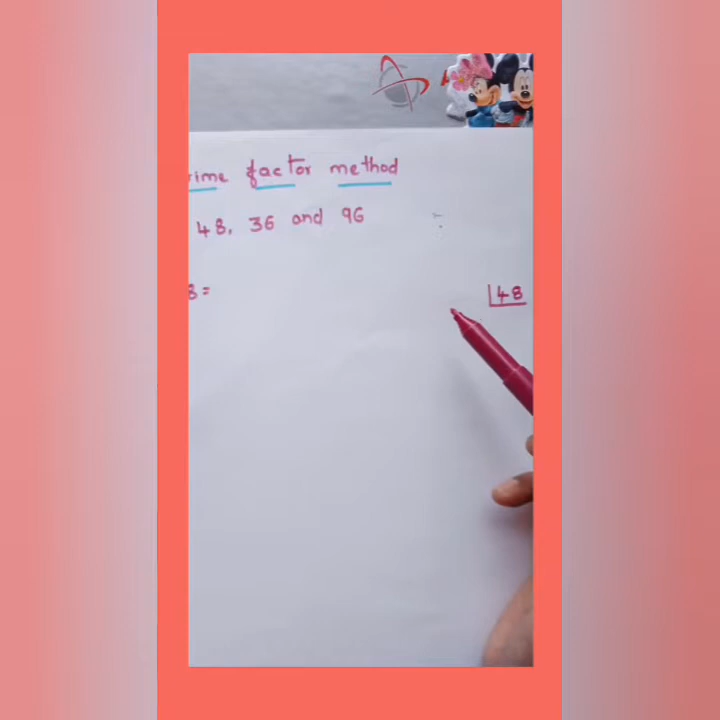 rime factor method
48, 36 and 96
8 =
48